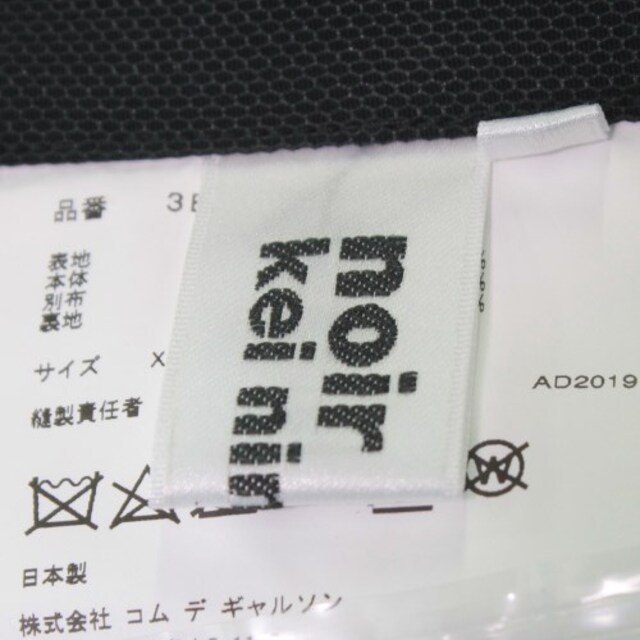 品番 3
表地
本体
別布
裏地
サイズ X
縫製責任者
noir
kei nin
AD2019
W
日本製
株式会社 コム デ ギャルソン